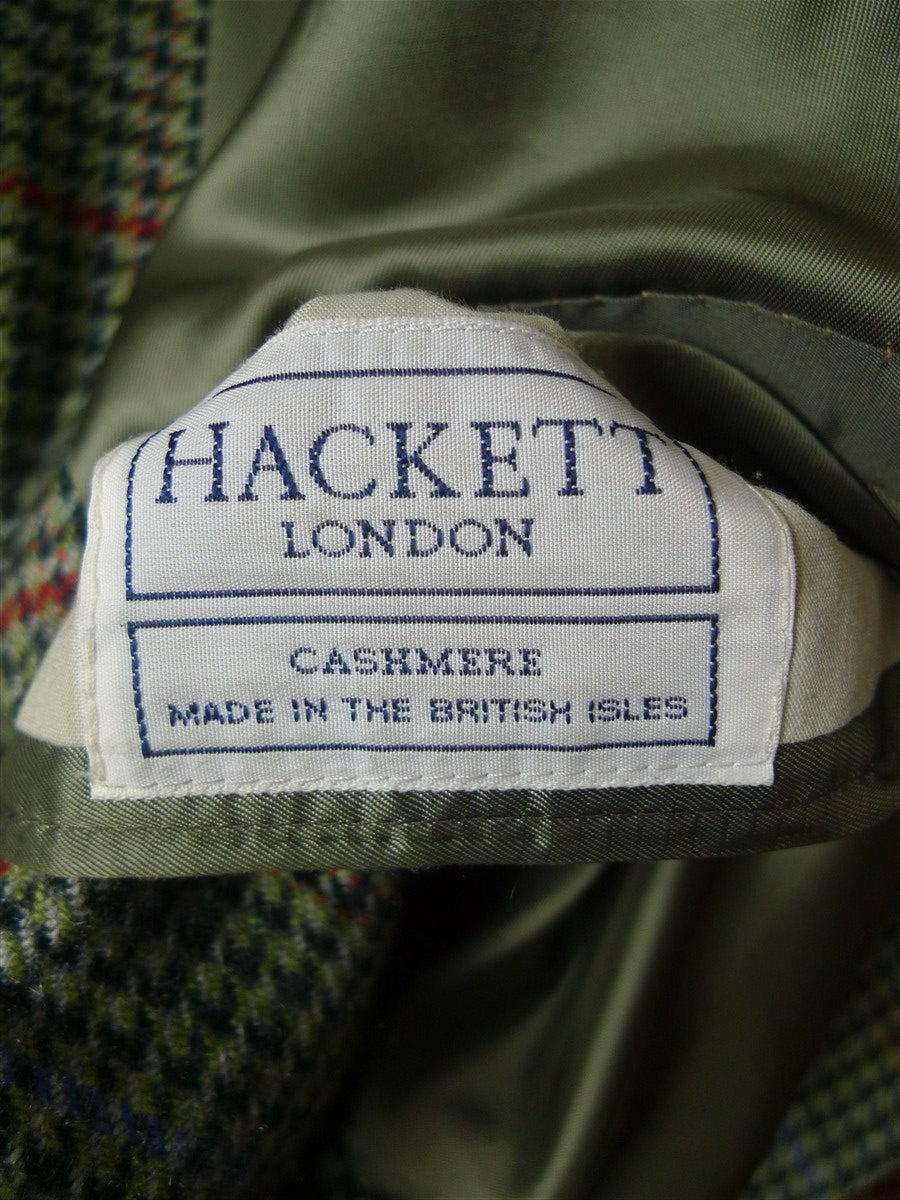 HACKETT
LONDON
CASHMERE
MADE IN THE BRITISH ISLES